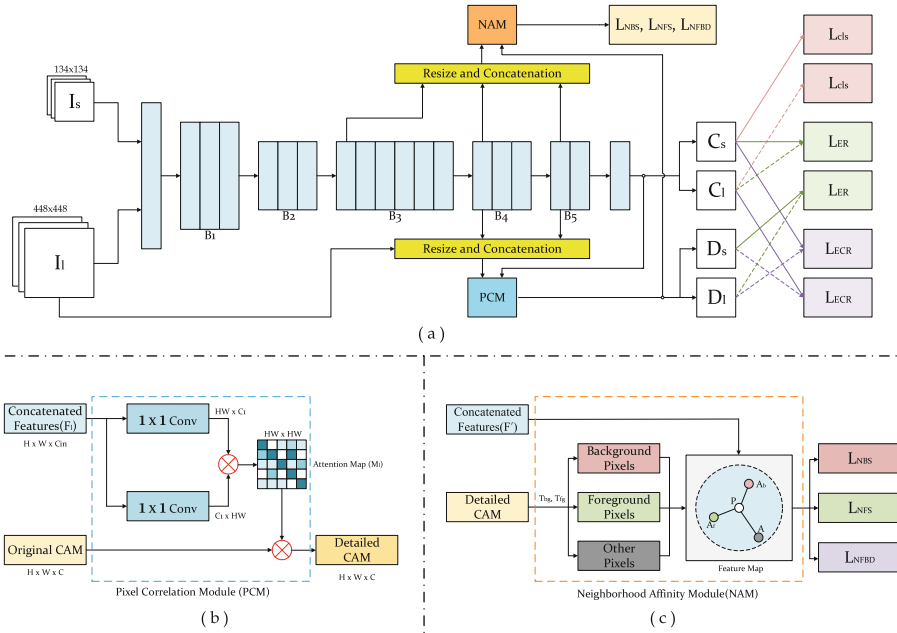 NAM
LNBS, LNFS, LNFBD
Lcls
134x134
Is
Resize and Concatenation
Lcls
Cs
LER
Cl
LER
448x448
B1
B2
B3
B4
B5
Il
Resize and Concatenation
Ds
LECR
PCM
Dl
LECR
( a )
Concatenated
Features(Fl)
H x W x Cin
1 x 1 Conv
HW x C1
HW x HW
Attention Map (Ml)
1 x 1 Conv
C1 x HW
Original CAM
H x W x C
Detailed
CAM
H x W x C
Pixel Correlation Module (PCM)
( b )
Concatenated
Features(F′)
Detailed
CAM
Tbg, Tfg
Background
Pixels
Foreground
Pixels
Other
Pixels
Ab
P
Af
A
Feature Map
LNBS
LNFS
LNFBD
Neighborhood Affinity Module(NAM)
( c )